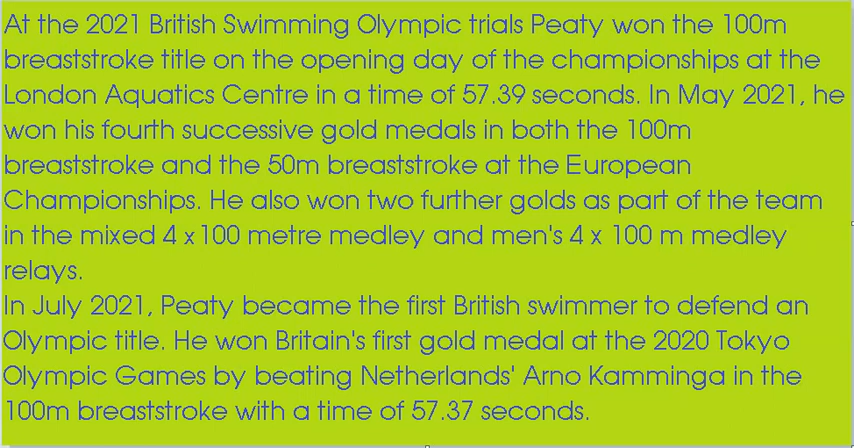 At the 2021 British Swimming Olympic trials Peaty won the 100m
breaststroke title on the opening day of the championships at the
London Aquatics Centre in a time of 57.39 seconds. In May 2021, he
won his fourth successive gold medals in both the 100m
breaststroke and the 50m breaststroke at the European
Championships. He also won two further golds as part of the team
in the mixed 4 x 100 metre medley and men's 4 x 100 m medley
relays.
In July 2021, Peaty became the first British swimmer to defend an
Olympic title. He won Britain's first gold medal at the 2020 Tokyo
Olympic Games by beating Netherlands' Arno Kamminga in the
100m breaststroke with a time of 57.37 seconds.